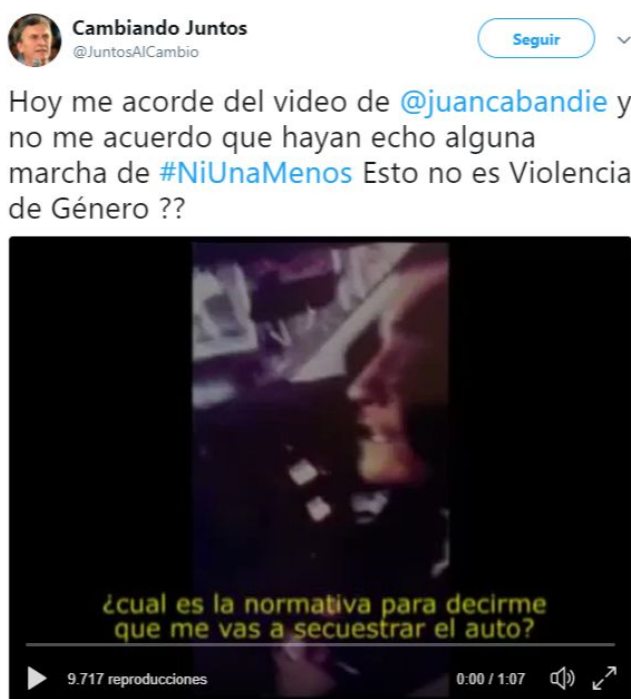 Cambiando Juntos
@JuntosAlCambio
Seguir
Hoy me acorde del video de @juancabandie y
no me acuerdo que hayan echo alguna
marcha de #NiUnaMenos Esto no es Violencia
de Género ??
¿cual es la normativa para decirme
que me vas a secuestrar el auto?
9.717 reproducciones
0:00 / 1:07